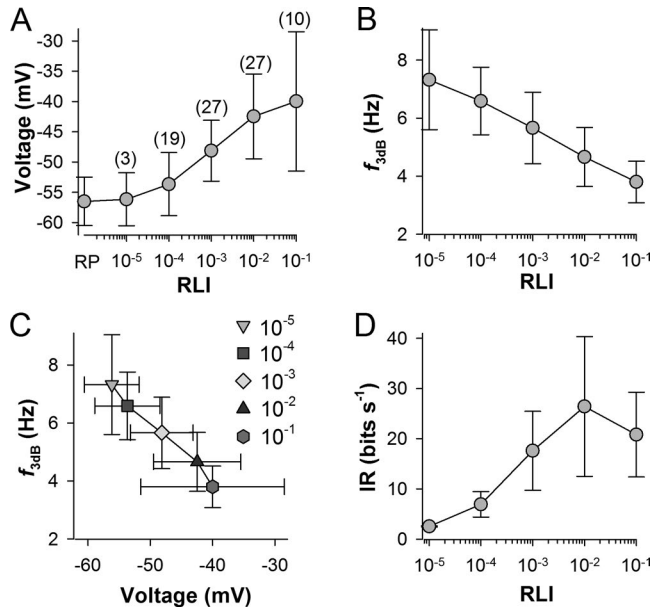 A
Voltage (mV)
-30
-35
-40
-45
-50
-55
-60
(3)
(19)
(27)
(27)
(10)
RP 10⁻⁵ 10⁻⁴ 10⁻³ 10⁻² 10⁻¹
RLI
B
f3dB (Hz)
8
6
4
2
10⁻⁵ 10⁻⁴ 10⁻³ 10⁻² 10⁻¹
RLI
C
f3dB (Hz)
8
6
4
2
10⁻⁵
10⁻⁴
10⁻³
10⁻²
10⁻¹
-60 -50 -40 -30
Voltage (mV)
D
IR (bits s⁻¹)
40
30
20
10
0
10⁻⁵ 10⁻⁴ 10⁻³ 10⁻² 10⁻¹
RLI